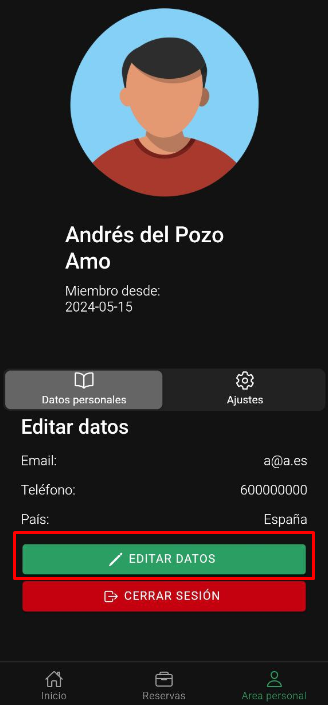 Andrés del Pozo
Amo
Miembro desde:
2024-05-15
Datos personales
Ajustes
Editar datos
Email: a@a.es
Teléfono: 600000000
País: España
EDITAR DATOS
CERRAR SESIÓN
Inicio
Reservas
Area personal